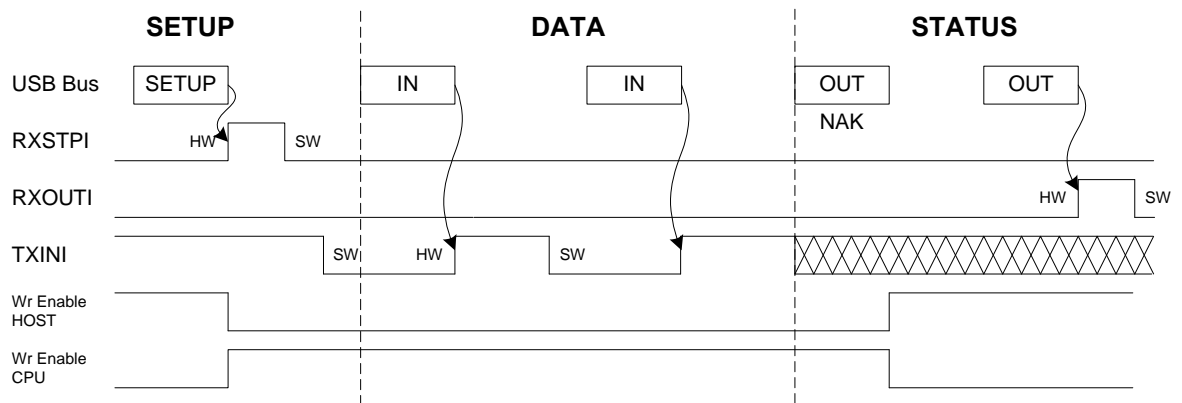 SETUP DATA STATUS
USB Bus SETUP IN IN OUT OUT
NAK
RXSTPI HW SW
RXOUTI HW SW
TXINI SW HW SW
Wr Enable
HOST
Wr Enable
CPU